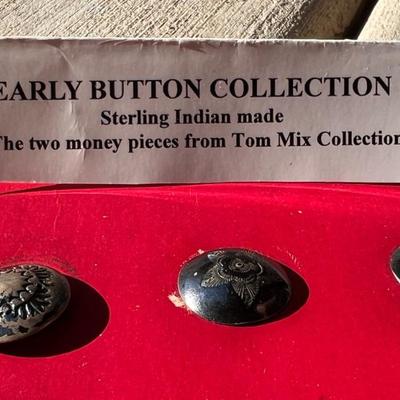 EARLY BUTTON COLLECTION
Sterling Indian made
The two money pieces from Tom Mix Collection